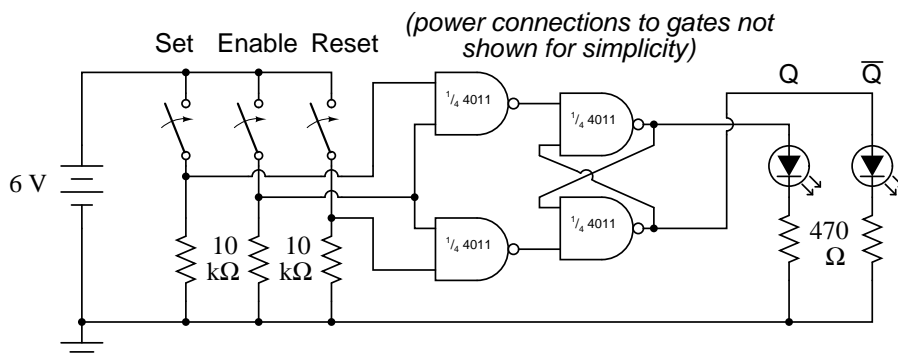 (power connections to gates not
shown for simplicity)
Set Enable Reset
Q Q̅
1/4 4011
1/4 4011
1/4 4011
1/4 4011
6 V
10 kΩ
10 kΩ
470 Ω